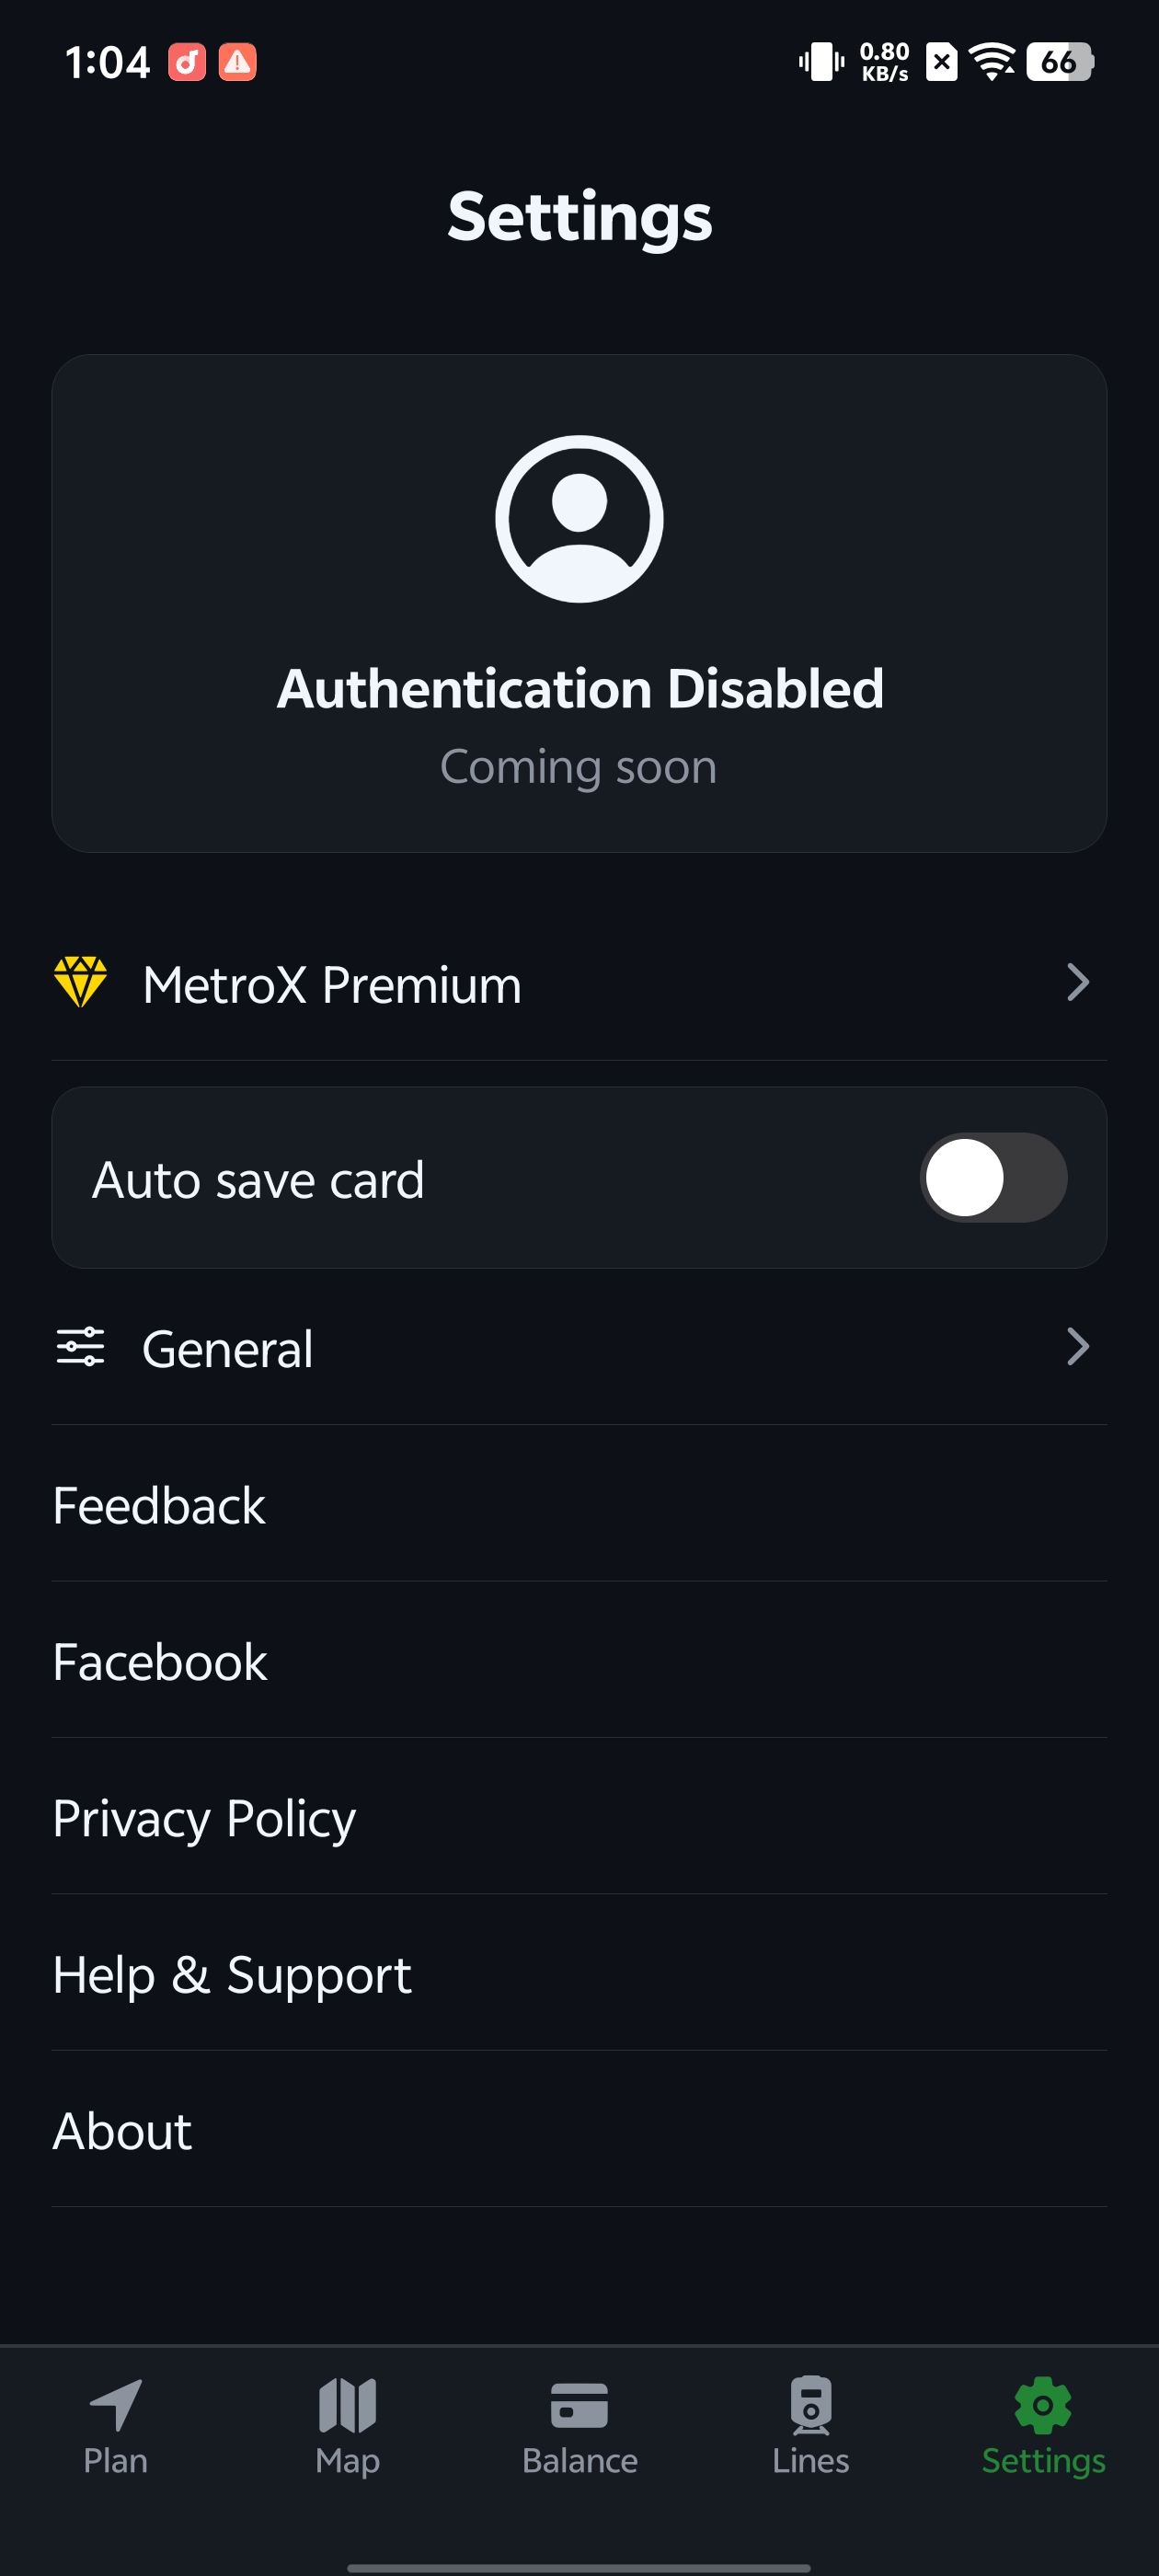 1:04
0.80
KB/s
66
Settings
Authentication Disabled
Coming soon
MetroX Premium
Auto save card
General
Feedback
Facebook
Privacy Policy
Help & Support
About
Plan
Map
Balance
Lines
Settings